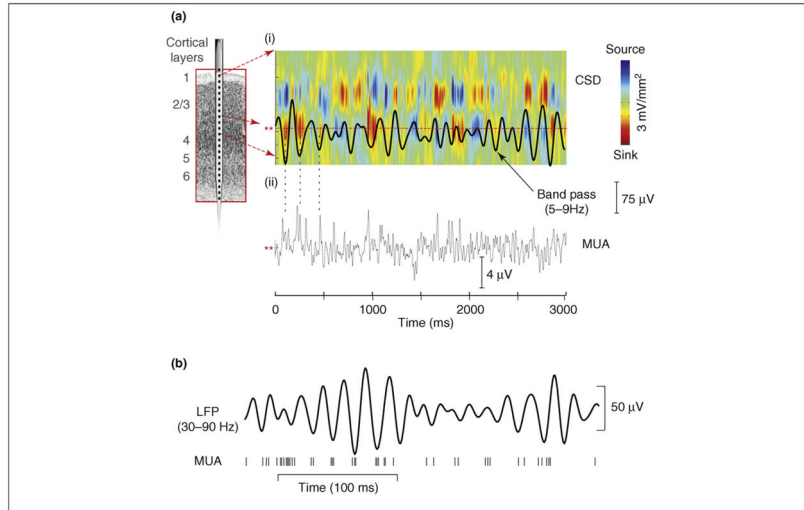 (a)
Cortical
layers
1
2/3
4
5
6
**
(i)
CSD
Source
3 mV/mm²
Sink
Band pass
(5–9Hz)
75 µV
(ii)
**
MUA
4 µV
0 1000 2000 3000
Time (ms)
(b)
LFP
(30–90 Hz)
50 µV
MUA
Time (100 ms)